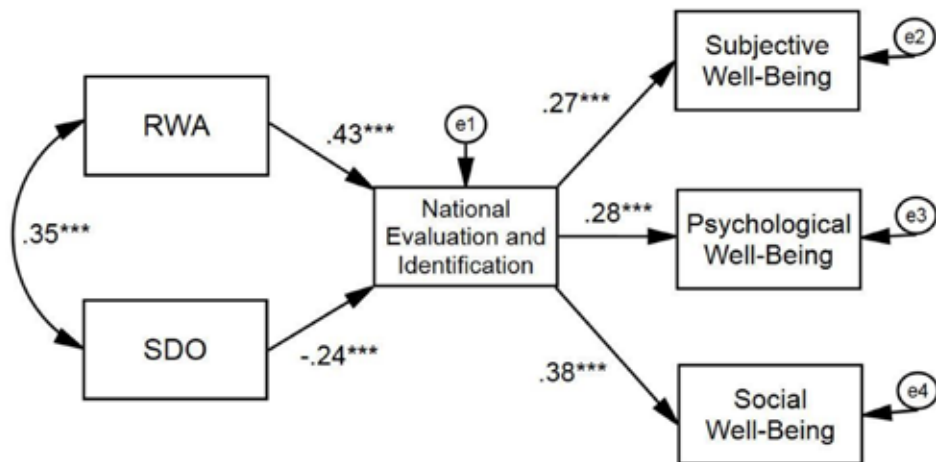 Subjective
Well-Being
e2
RWA
.43***
e1
.27***
.35***
National
Evaluation and
Identification
.28***
Psychological
Well-Being
e3
SDO
-.24***
.38***
Social
Well-Being
e4